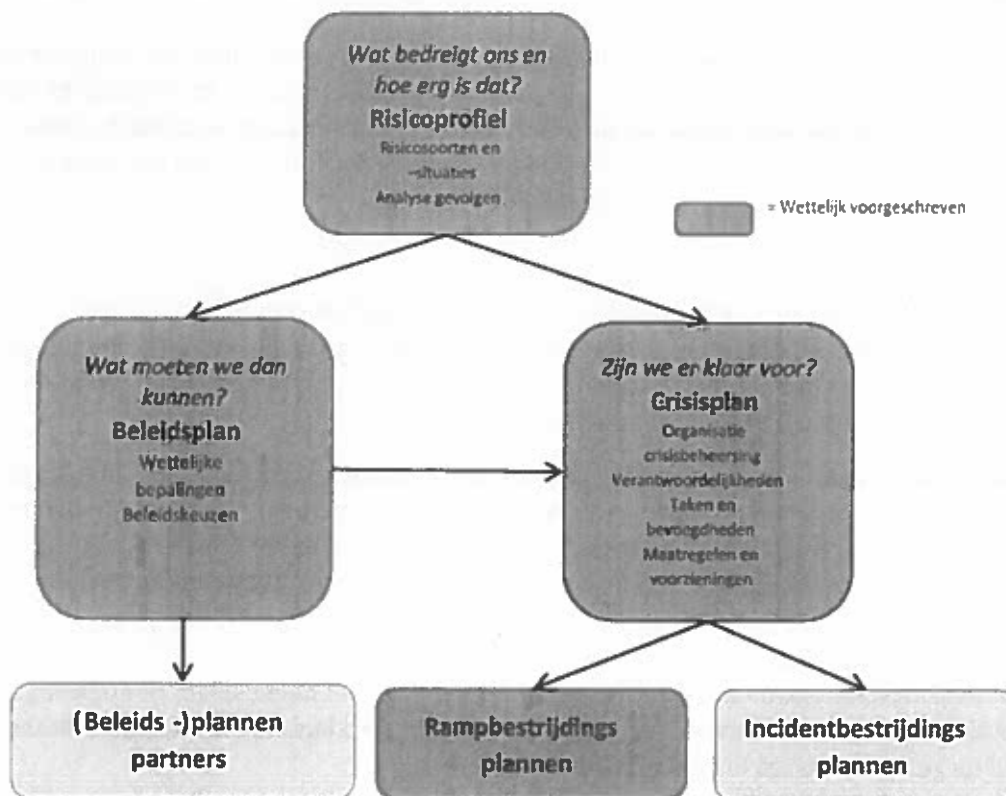 Wat bedreigt ons en
hoe erg is dat?
Risicoprofiel
Risicosoorten en
-situaties
Analyse gevolgen
= Wettelijk voorgeschreven
Wat moeten we dan
kunnen?
Beleidsplan
Wettelijke
bepalingen
Beleidskeuzen
Zijn we er klaar voor?
Crisisplan
Organisatie
crisisbeheersing
Verantwoordelijkheden
Taken en
bevoegdheden
Maatregelen en
voorzieningen
(Beleids -)plannen
partners
Rampbestrijdings
plannen
Incidentbestrijdings
plannen